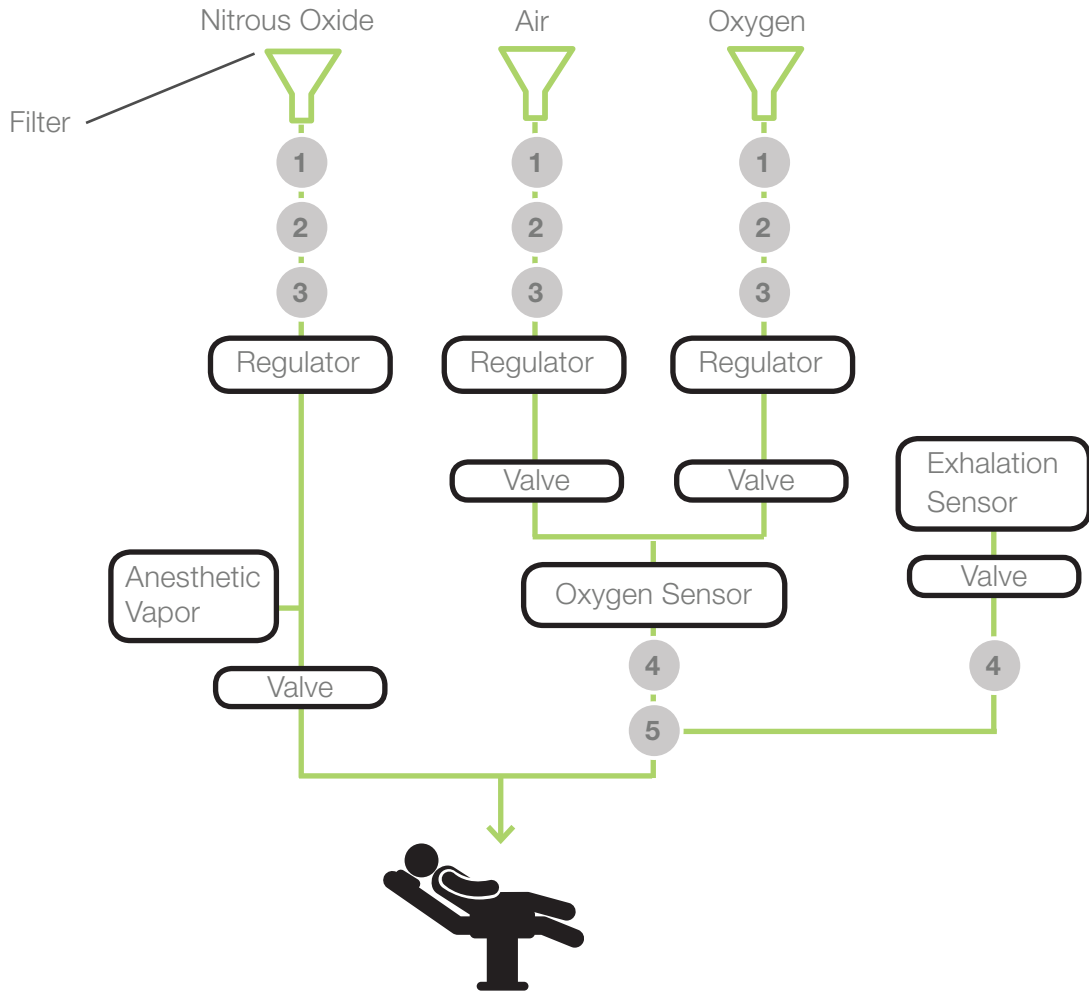 Nitrous Oxide
Air
Oxygen
Filter
1
1
1
2
2
2
3
3
3
Regulator
Regulator
Regulator
Valve
Valve
Exhalation
Sensor
Anesthetic
Vapor
Oxygen Sensor
Valve
4
4
Valve
5